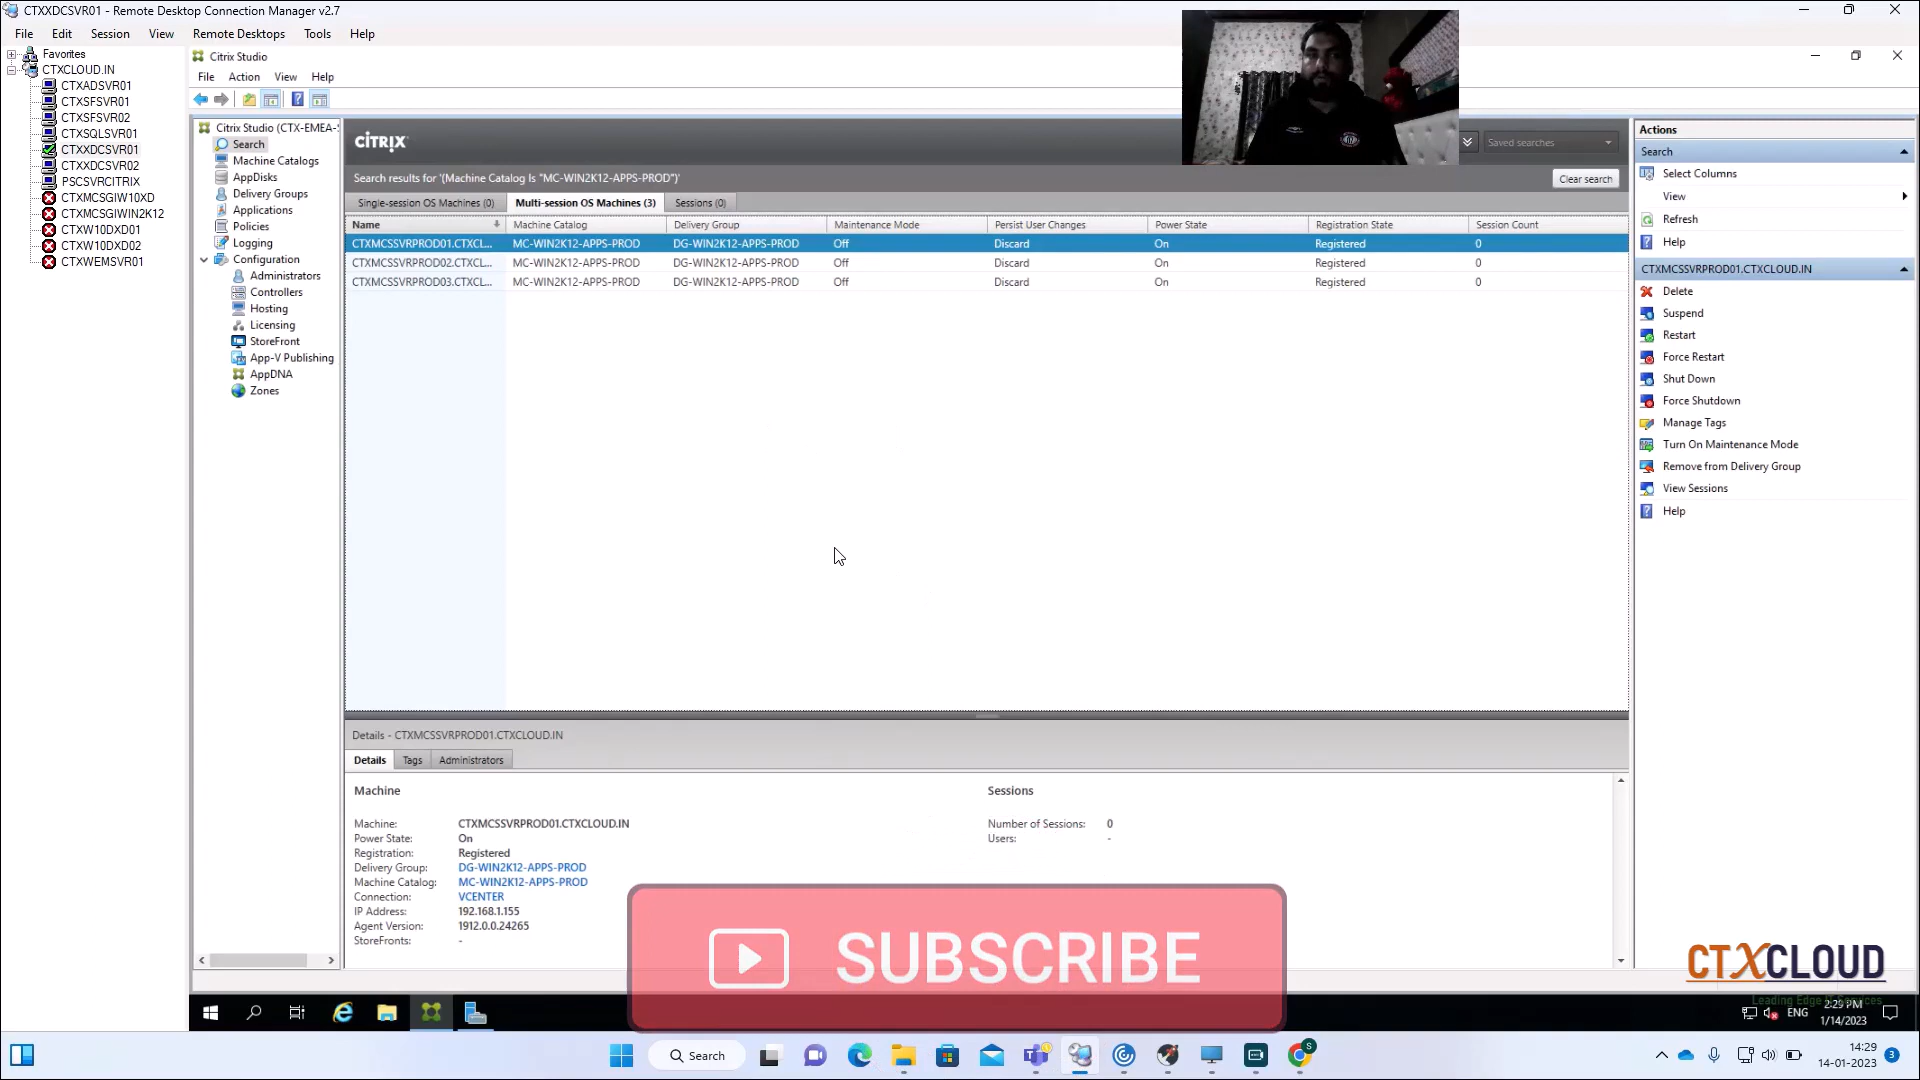 CTXXDCSVR01 - Remote Desktop Connection Manager v2.7
File Edit Session View Remote Desktops Tools Help
Favorites
CTXCLOUD.IN
CTXADSVR01
CTXSFSVR01
CTXSFSVR02
CTXSQLSVR01
CTXXDCSVR01
CTXXDCSVR02
PSCSVRCITRIX
CTXMCSGIW10XD
CTXMCSGIWIN2K12
CTXW10DXD01
CTXW10DXD02
CTXWEMSVR01
Citrix Studio
File Action View Help
Citrix Studio (CTX-EMEA-S
Search
Machine Catalogs
AppDisks
Delivery Groups
Applications
Policies
Logging
Configuration
Administrators
Controllers
Hosting
Licensing
StoreFront
App-V Publishing
AppDNA
Zones
CİTRIX
Saved searches
Search results for '(Machine Catalog Is "MC-WIN2K12-APPS-PROD")'
Clear search
Single-session OS Machines (0) Multi-session OS Machines (3) Sessions (0)
Name Machine Catalog Delivery Group Maintenance Mode Persist User Changes Power State Registration State Session Count
CTXMCSSVRPROD01.CTXCL... MC-WIN2K12-APPS-PROD DG-WIN2K12-APPS-PROD Off Discard On Registered 0
CTXMCSSVRPROD02.CTXCL... MC-WIN2K12-APPS-PROD DG-WIN2K12-APPS-PROD Off Discard On Registered 0
CTXMCSSVRPROD03.CTXCL... MC-WIN2K12-APPS-PROD DG-WIN2K12-APPS-PROD Off Discard On Registered 0
Details - CTXMCSSVRPROD01.CTXCLOUD.IN
Details Tags Administrators
Machine
Machine: CTXMCSSVRPROD01.CTXCLOUD.IN
Power State: On
Registration: Registered
Delivery Group: DG-WIN2K12-APPS-PROD
Machine Catalog: MC-WIN2K12-APPS-PROD
Connection: VCENTER
IP Address: 192.168.1.155
Agent Version: 1912.0.0.24265
StoreFronts: -
Sessions
Number of Sessions: 0
Users: -
Actions
Search
Select Columns
View
Refresh
Help
CTXMCSSVRPROD01.CTXCLOUD.IN
Delete
Suspend
Restart
Force Restart
Shut Down
Force Shutdown
Manage Tags
Turn On Maintenance Mode
Remove from Delivery Group
View Sessions
Help
SUBSCRIBE
CTXCLOUD
Leading Edge IT Services
ENG
2:29 PM
1/14/2023
Search
14:29
14-01-2023
3